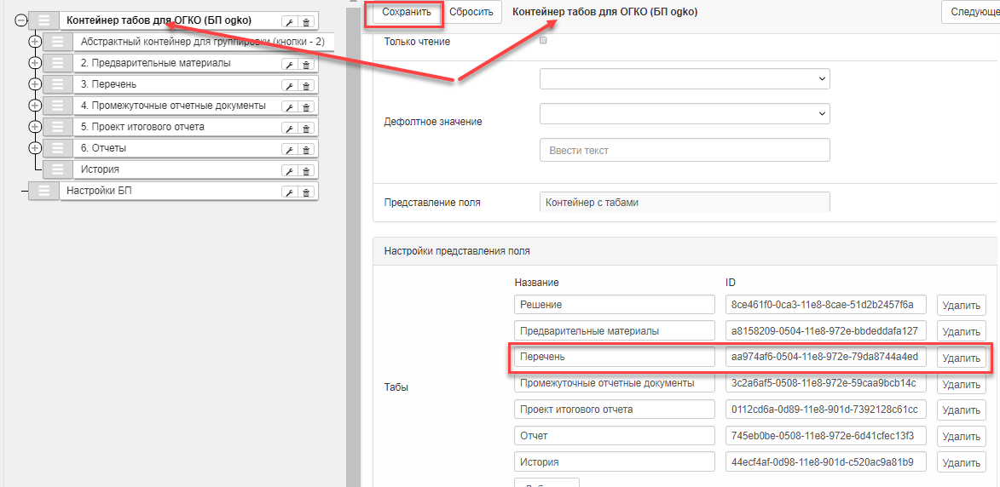 Контейнер табов для ОГКО (БП ogko)
Абстрактный контейнер для группировки (кнопки - 2)
2. Предварительные материалы
3. Перечень
4. Промежуточные отчетные документы
5. Проект итогового отчета
6. Отчеты
История
Настройки БП
Сохранить Сбросить Контейнер табов для ОГКО (БП ogko) Следующе
Только чтение
Дефолтное значение
Ввести текст
Представление поля Контейнер с табами
Настройки представления поля
Название ID
Решение 8ce461f0-0ca3-11e8-8cae-51d2b2457f6a Удалить
Предварительные материалы a8158209-0504-11e8-972e-bbdeddafa127 Удалить
Перечень aa974af6-0504-11e8-972e-79da8744a4ed Удалить
Промежуточные отчетные документы 3c2a6af5-0508-11e8-972e-59caa9bcb14c Удалить
Табы
Проект итогового отчета 0112cd6a-0d89-11e8-901d-7392128c61cc Удалить
Отчет 745eb0be-0508-11e8-972e-6d41cfec13f3 Удалить
История 44ecf4af-0d98-11e8-901d-c520ac9a81b9 Удалить